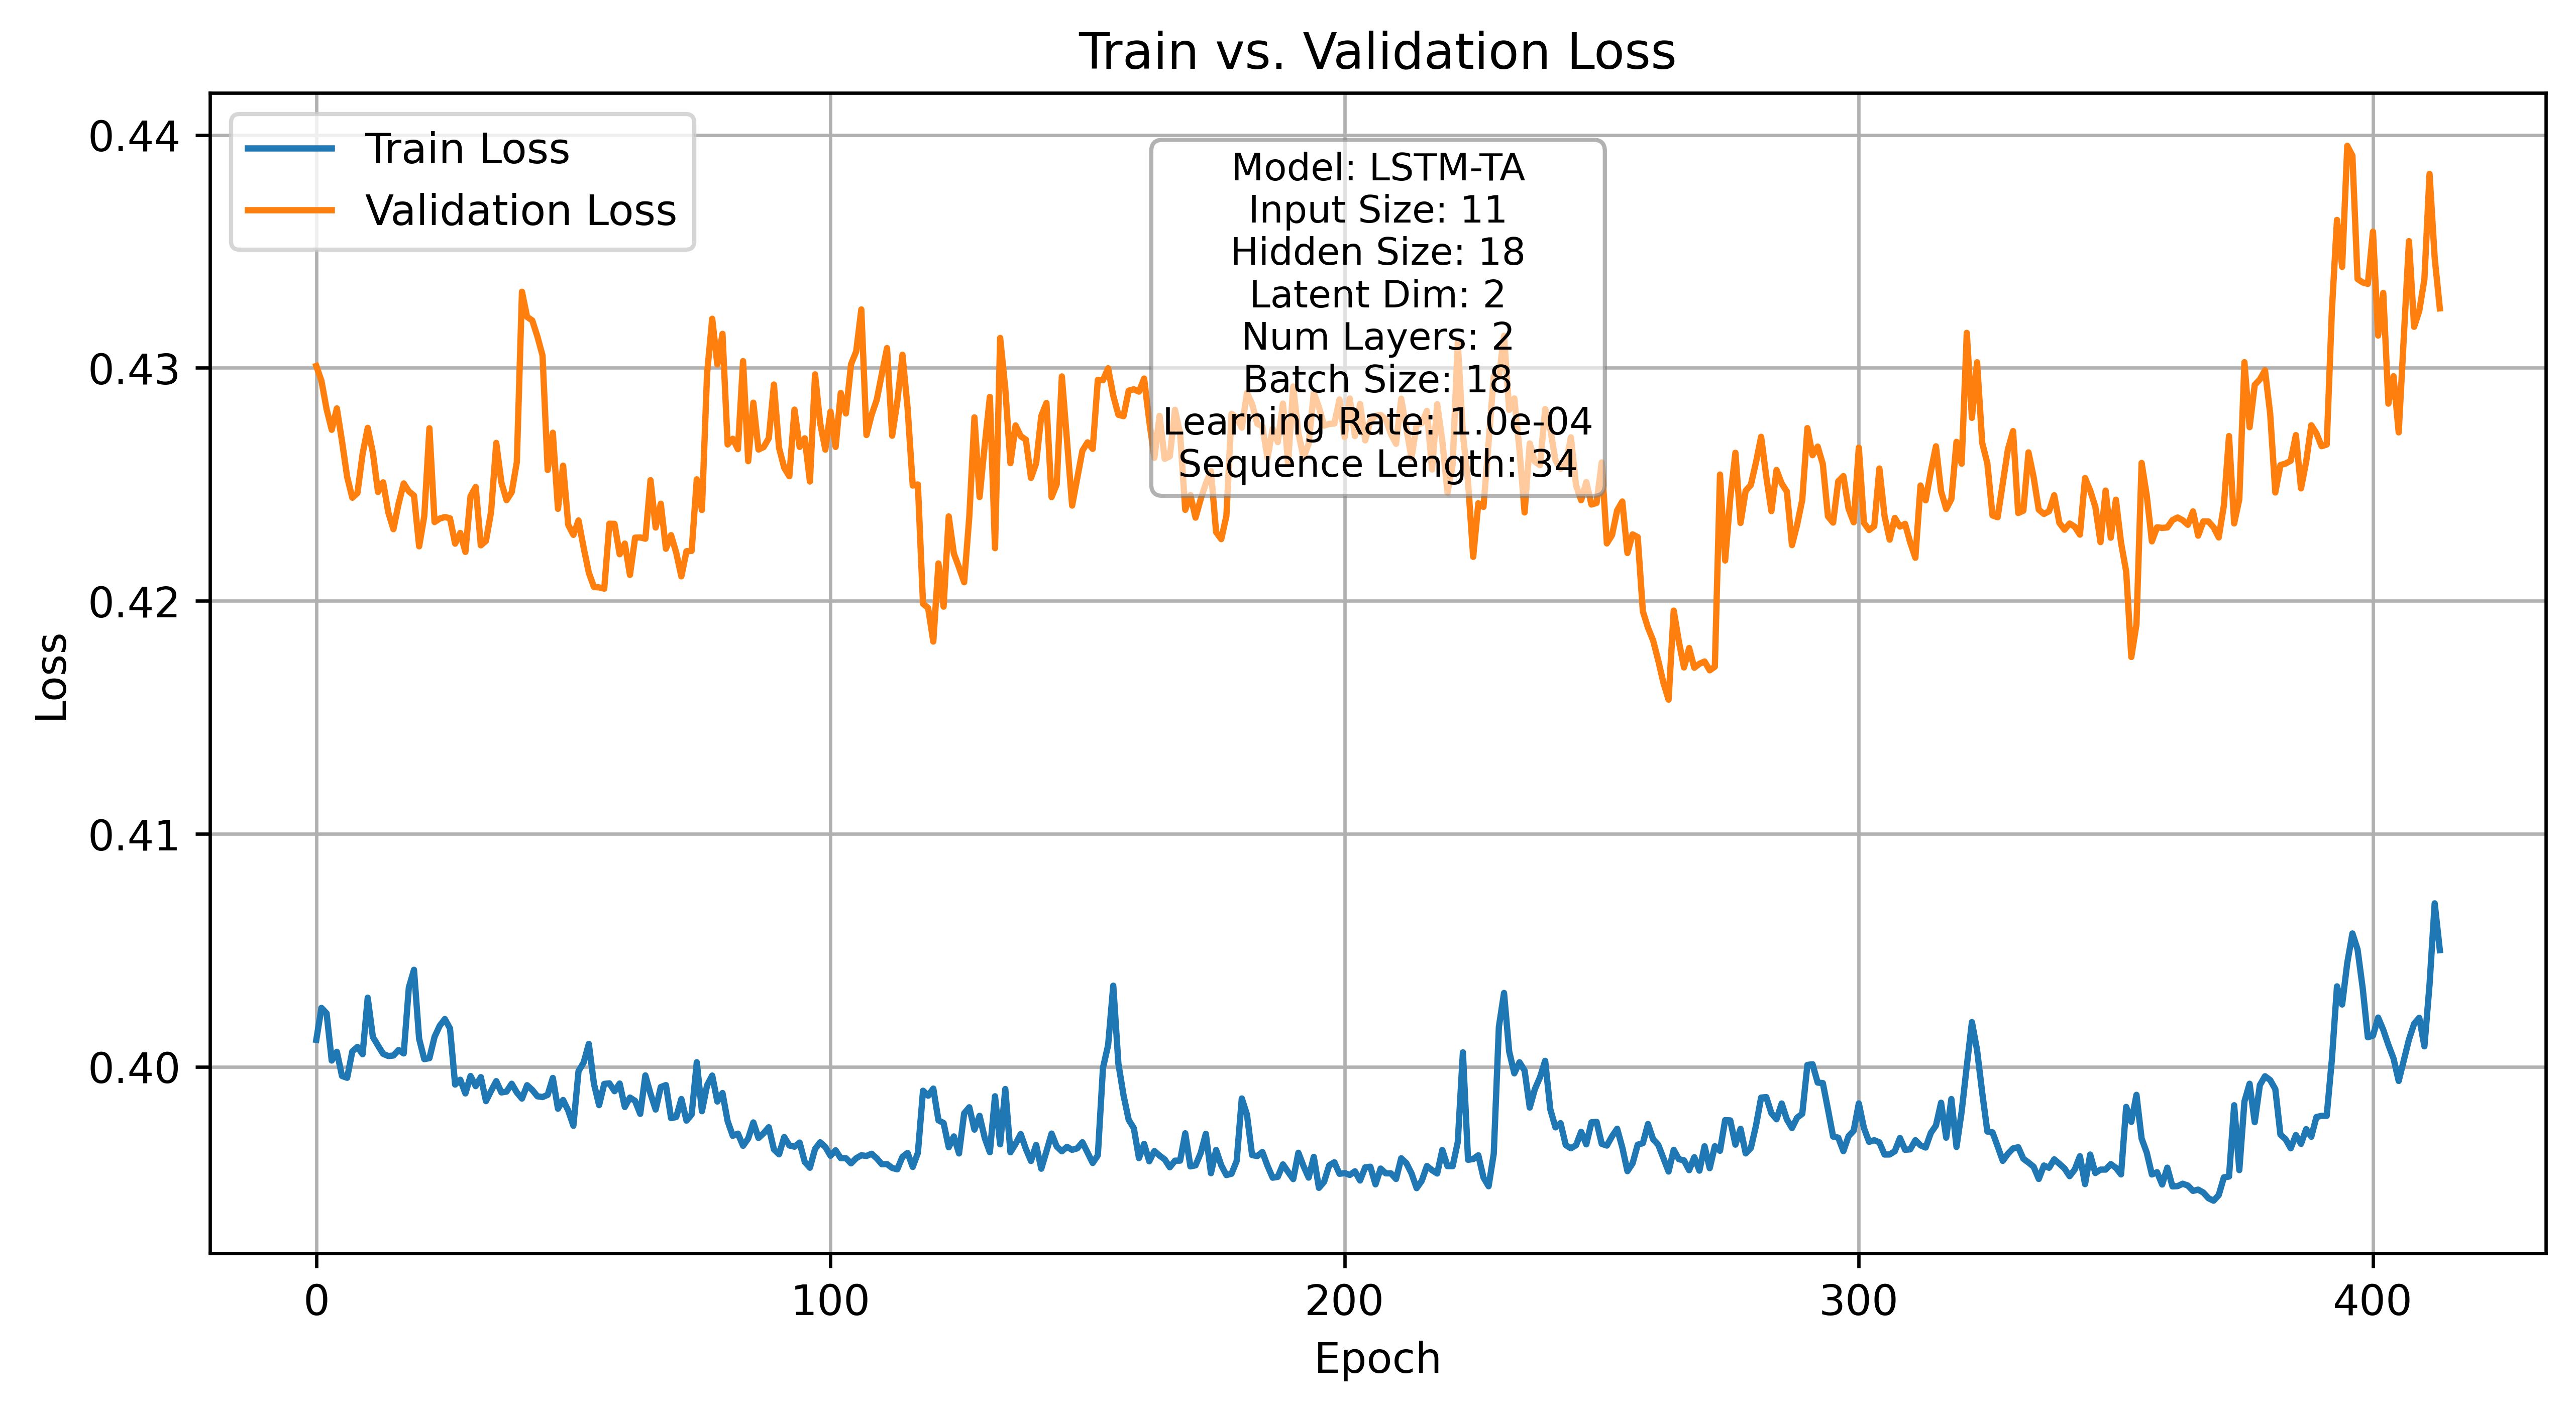 Train vs. Validation Loss
Train Loss
Validation Loss
Model: LSTM-TA
Input Size: 11
Hidden Size: 18
Latent Dim: 2
Num Layers: 2
Batch Size: 18
Learning Rate: 1.0e-04
Sequence Length: 34
0.44
0.43
0.42
0.41
0.40
Loss
0 100 200 300 400
Epoch